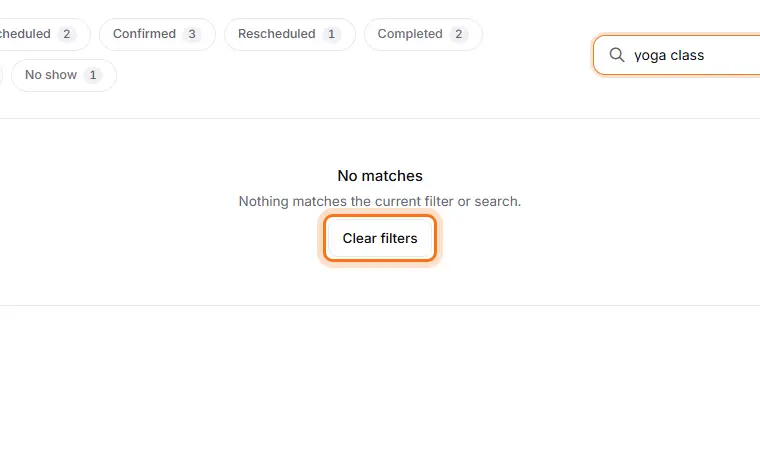 cheduled 2 Confirmed 3 Rescheduled 1 Completed 2
No show 1
yoga class
No matches
Nothing matches the current filter or search.
Clear filters